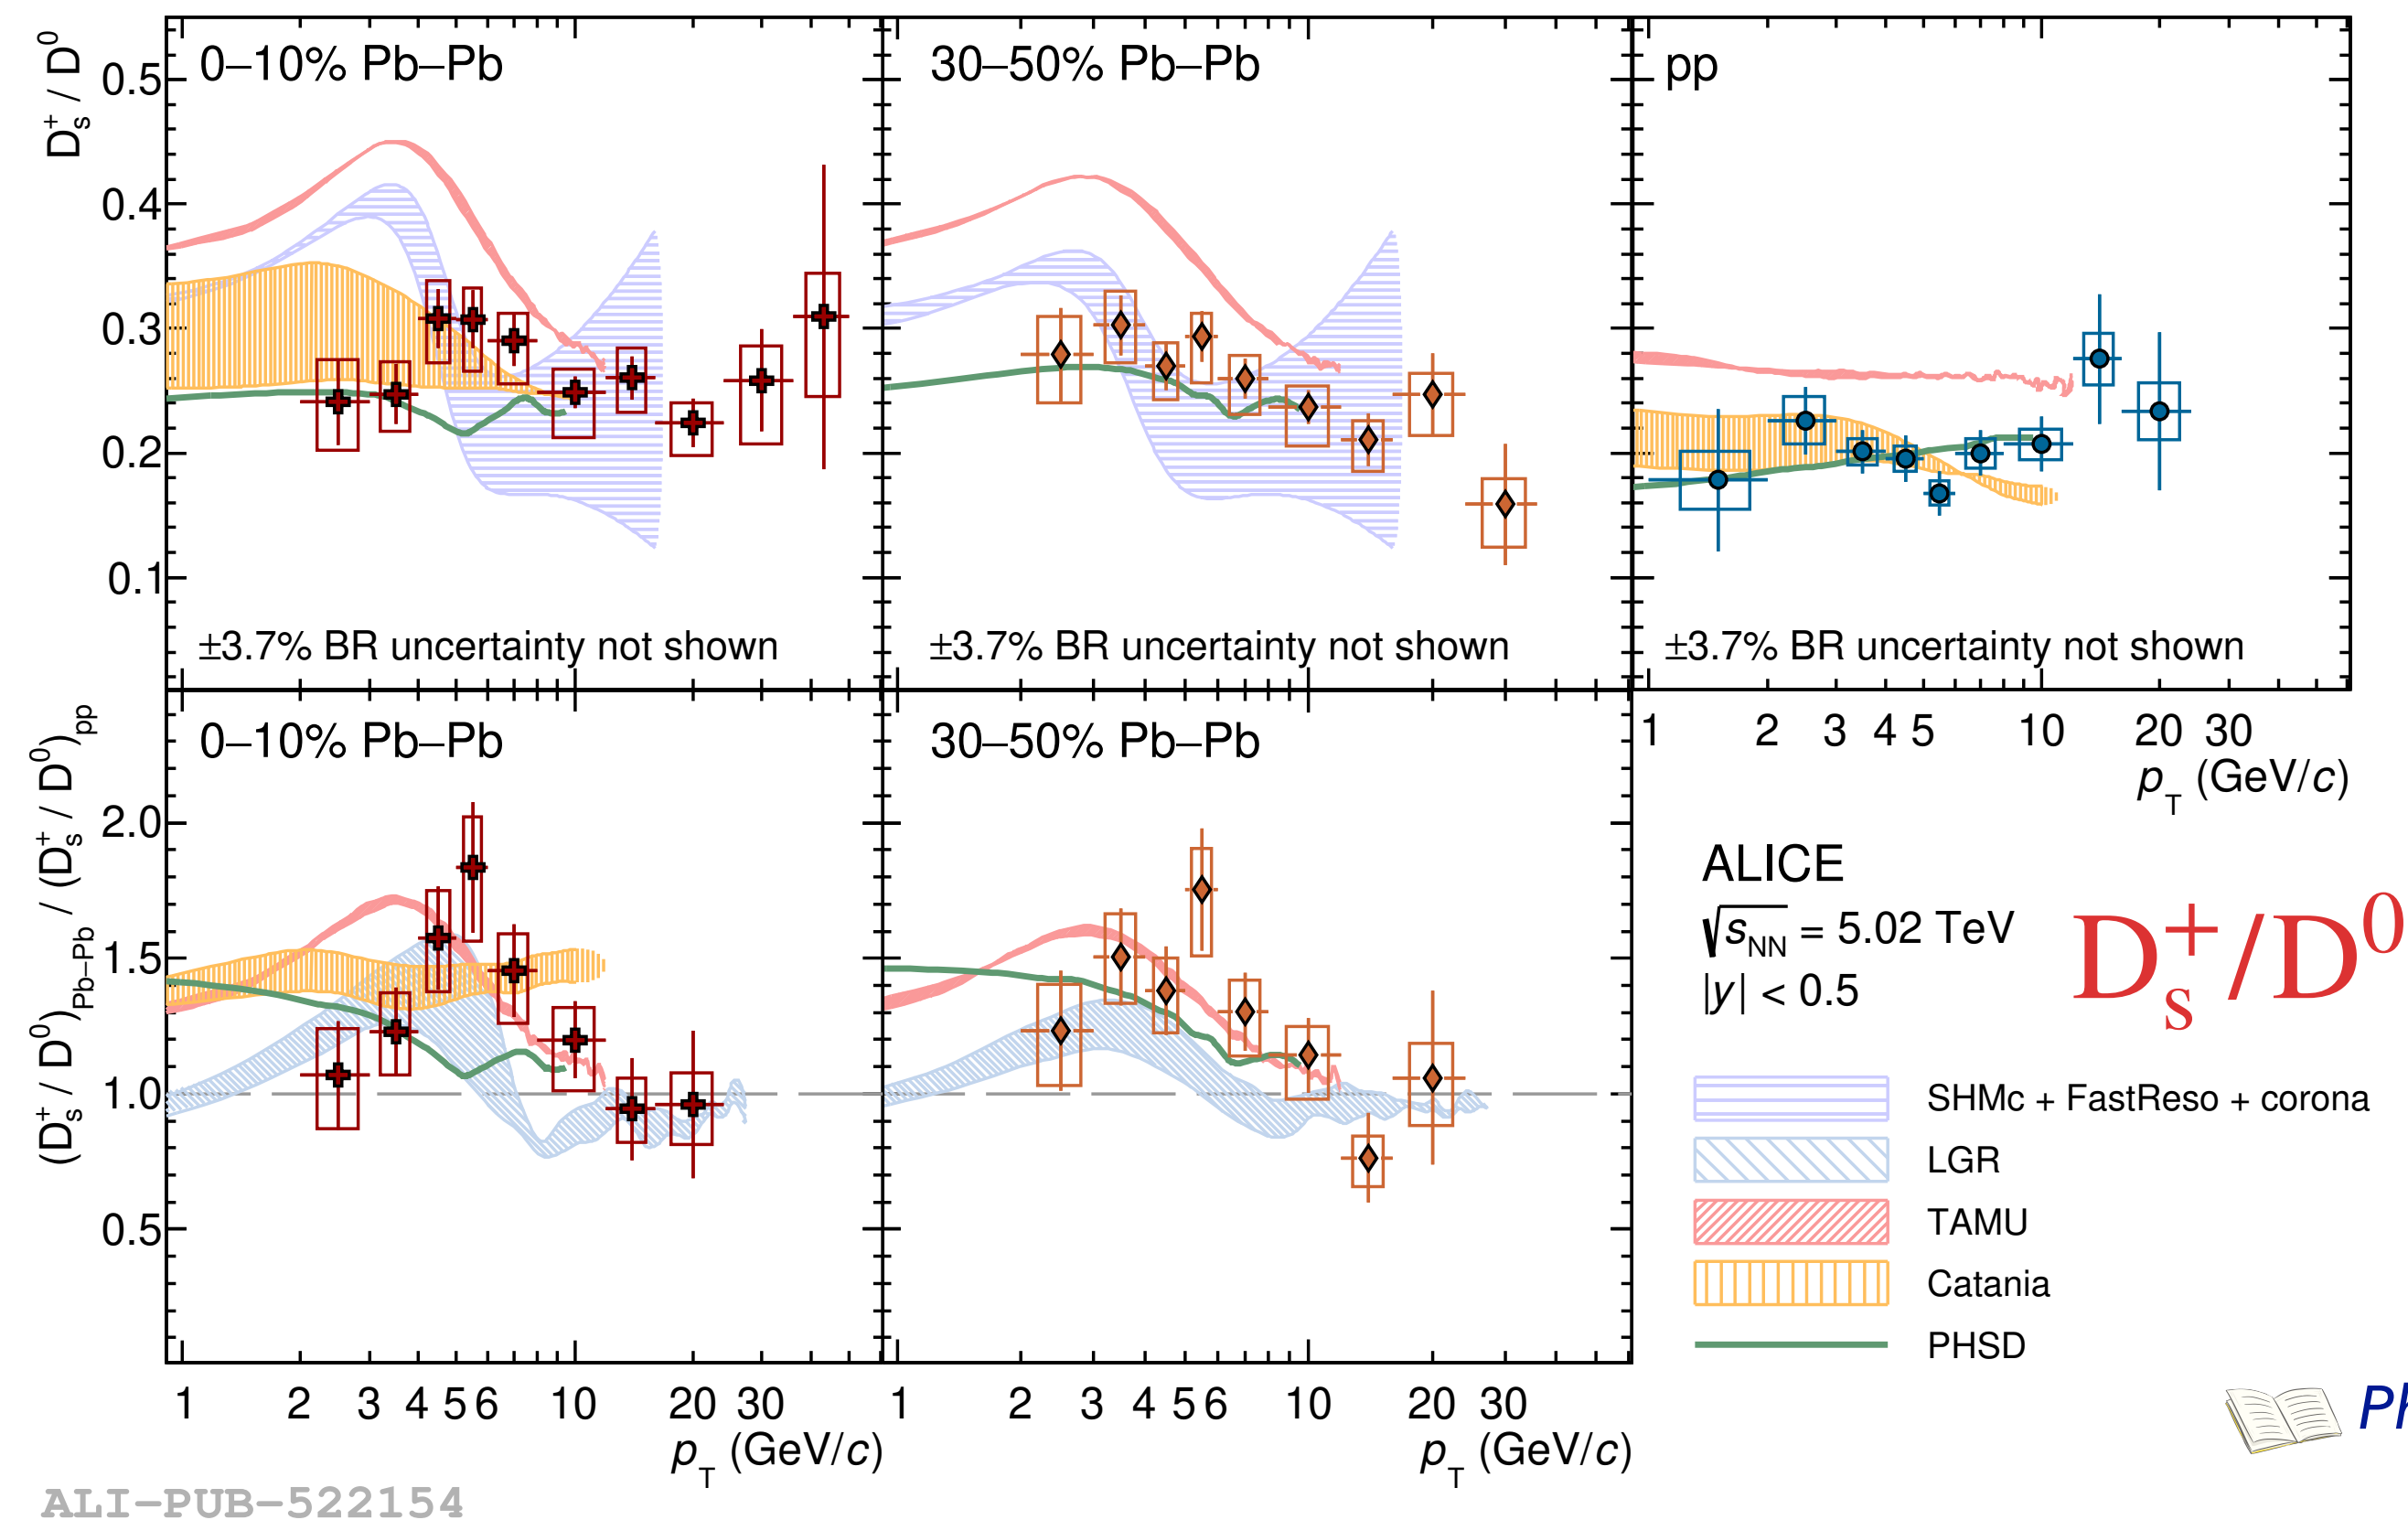 D_s^+ / D^0
0.5
0.4
0.3
0.2
0.1
0–10% Pb–Pb
±3.7% BR uncertainty not shown
30–50% Pb–Pb
±3.7% BR uncertainty not shown
pp
±3.7% BR uncertainty not shown
1 2 3 4 5 10 20 30
p_T (GeV/c)
(D_s^+ / D^0)_Pb–Pb / (D_s^+ / D^0)_pp
2.0
1.5
1.0
0.5
0–10% Pb–Pb
1 2 3 4 5 6 10 20 30
p_T (GeV/c)
30–50% Pb–Pb
1 2 3 4 5 6 10 20 30
p_T (GeV/c)
ALICE
√s_NN = 5.02 TeV
|y| < 0.5
D_s^+/D^0
SHMc + FastReso + corona
LGR
TAMU
Catania
PHSD
ALI-PUB-522154